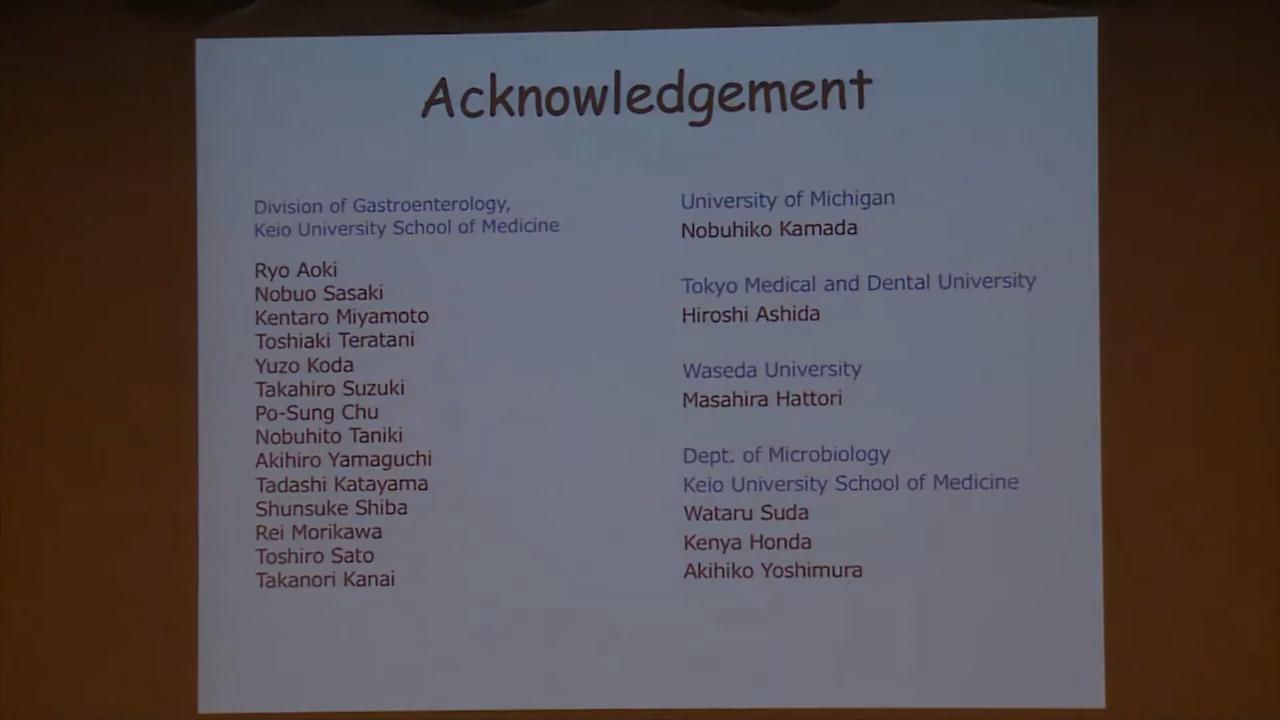 Acknowledgement
Division of Gastroenterology,
Keio University School of Medicine
Ryo Aoki
Nobuo Sasaki
Kentaro Miyamoto
Toshiaki Teratani
Yuzo Koda
Takahiro Suzuki
Po-Sung Chu
Nobuhito Taniki
Akihiro Yamaguchi
Tadashi Katayama
Shunsuke Shiba
Rei Morikawa
Toshiro Sato
Takanori Kanai
University of Michigan
Nobuhiko Kamada
Tokyo Medical and Dental University
Hiroshi Ashida
Waseda University
Masahira Hattori
Dept. of Microbiology
Keio University School of Medicine
Wataru Suda
Kenya Honda
Akihiko Yoshimura